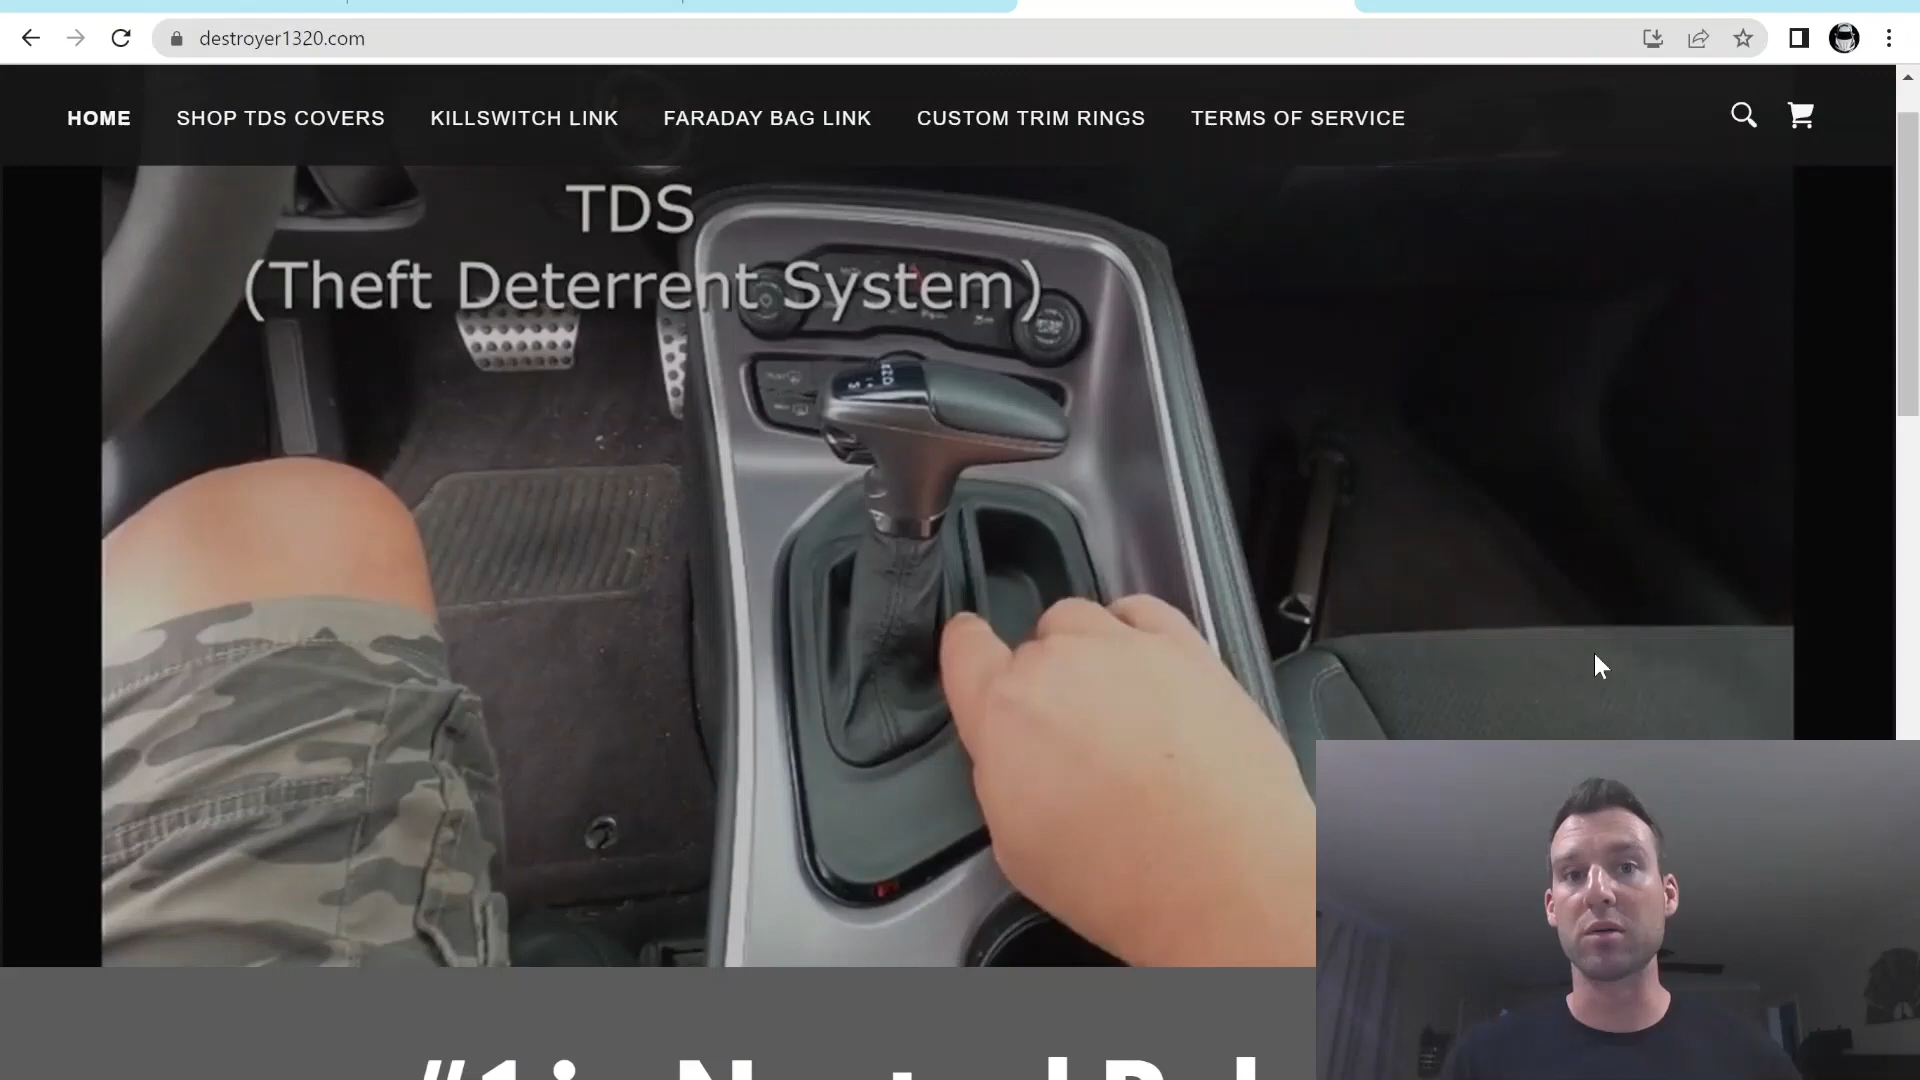 destroyer1320.com
HOME SHOP TDS COVERS KILLSWITCH LINK FARADAY BAG LINK CUSTOM TRIM RINGS TERMS OF SERVICE
TDS
(Theft Deterrent System)